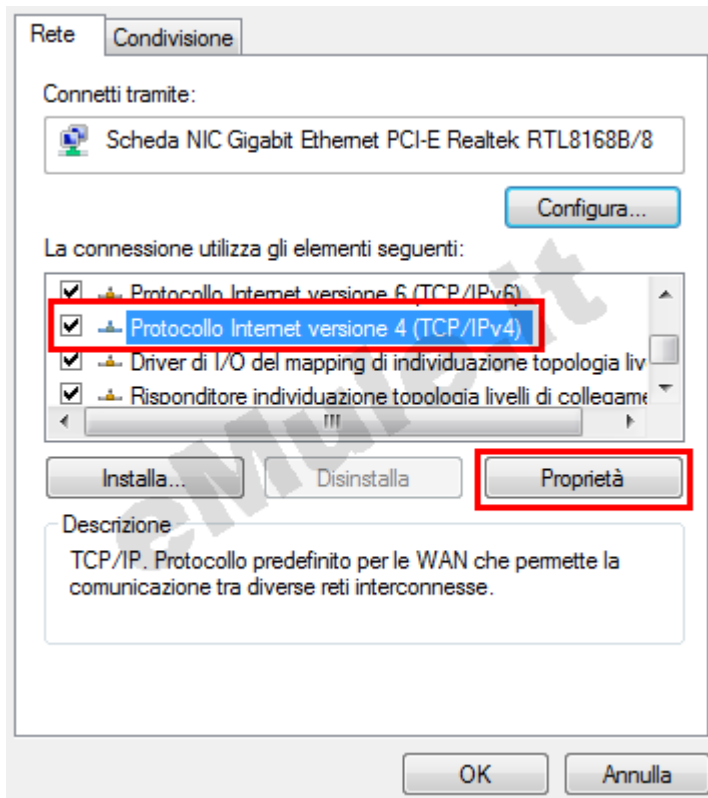 Rete Condivisione
Connetti tramite:
Scheda NIC Gigabit Ethernet PCI-E Realtek RTL8168B/8
Configura...
La connessione utilizza gli elementi seguenti:
Protocollo Internet versione 6 (TCP/IPv6)
Protocollo Internet versione 4 (TCP/IPv4)
Driver di I/O del mapping di individuazione topologia liv
Risponditore individuazione topologia livelli di collegame
Installa... Disinstalla Proprietà
Descrizione
TCP/IP. Protocollo predefinito per le WAN che permette la
comunicazione tra diverse reti interconnesse.
OK Annulla
eMule.it